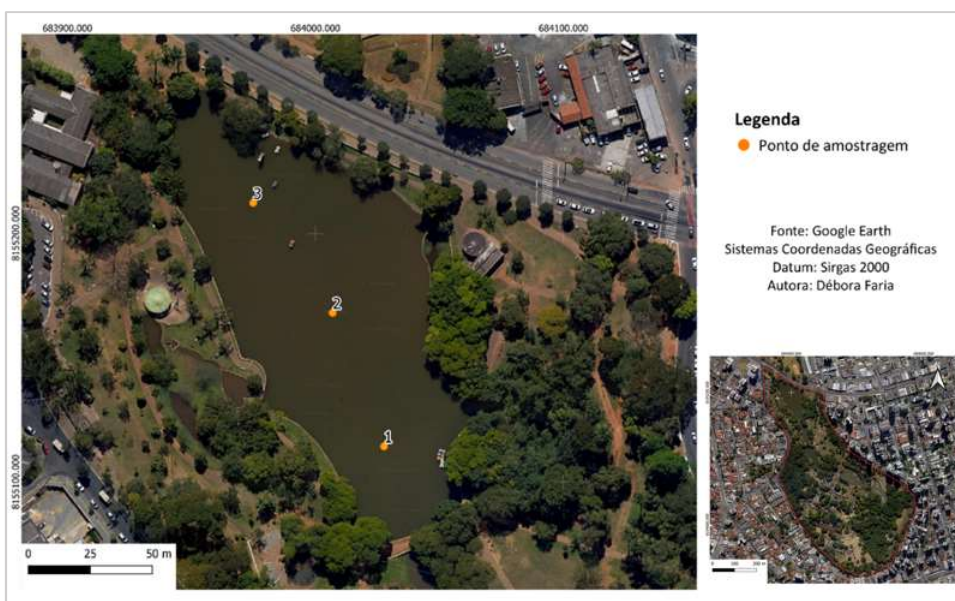 683900.000 684000.000 684100.000
8155200.000
8155100.000
3
2
1
0 25 50 m
Legenda
Ponto de amostragem
Fonte: Google Earth
Sistemas Coordenadas Geográficas
Datum: Sirgas 2000
Autora: Débora Faria